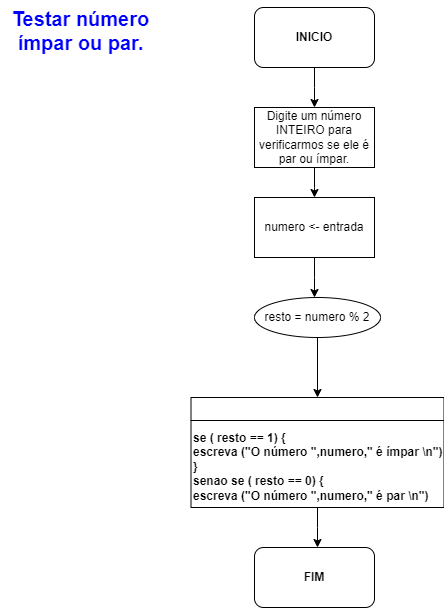 Testar número
ímpar ou par.
INICIO
Digite um número
INTEIRO para
verificarmos se ele é
par ou ímpar.
numero <- entrada
resto = numero % 2
se ( resto == 1) {
escreva ("O número ",numero," é ímpar \n")
}
senao se ( resto == 0) {
escreva ("O número ",numero," é par \n")
FIM